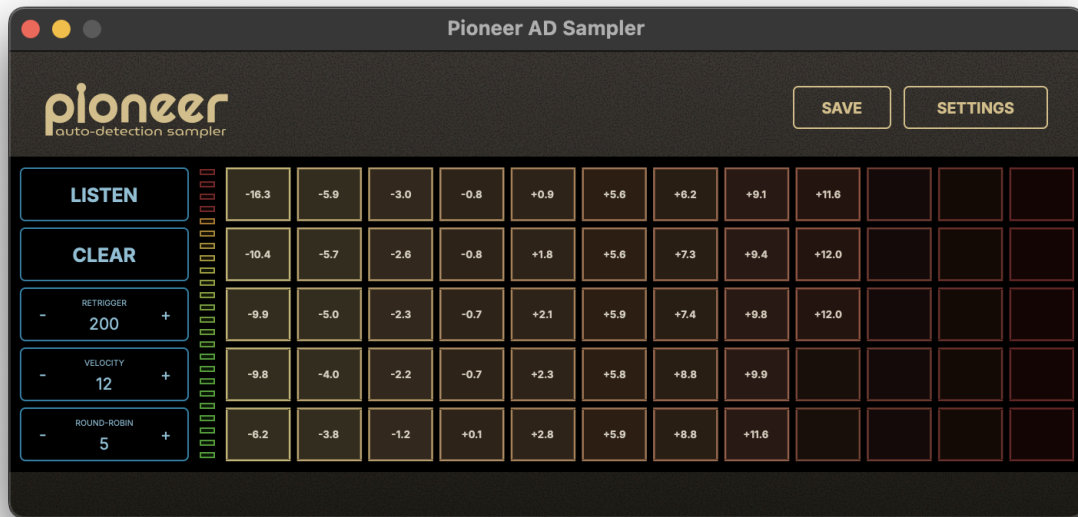 Pioneer AD Sampler
pioneer
auto-detection sampler
SAVE
SETTINGS
LISTEN
-16.3 -5.9 -3.0 -0.8 +0.9 +5.6 +6.2 +9.1 +11.6
CLEAR
-10.4 -5.7 -2.6 -0.8 +1.8 +5.6 +7.3 +9.4 +12.0
RETRIGGER
- 200 +
-9.9 -5.0 -2.3 -0.7 +2.1 +5.9 +7.4 +9.8 +12.0
VELOCITY
- 12 +
-9.8 -4.0 -2.2 -0.7 +2.3 +5.8 +8.8 +9.9
ROUND-ROBIN
- 5 +
-6.2 -3.8 -1.2 +0.1 +2.8 +5.9 +8.8 +11.6